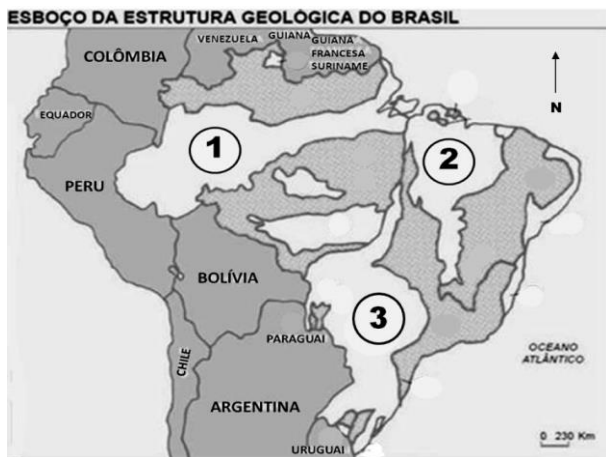 ESBOÇO DA ESTRUTURA GEOLÓGICA DO BRASIL
VENEZUELA
GUIANA
GUIANA
FRANCESA
SURINAME
COLÔMBIA
N
EQUADOR
1
2
PERU
BOLÍVIA
3
PARAGUAI
CHILE
OCEANO
ATLÂNTICO
ARGENTINA
URUGUAI
0 230 Km